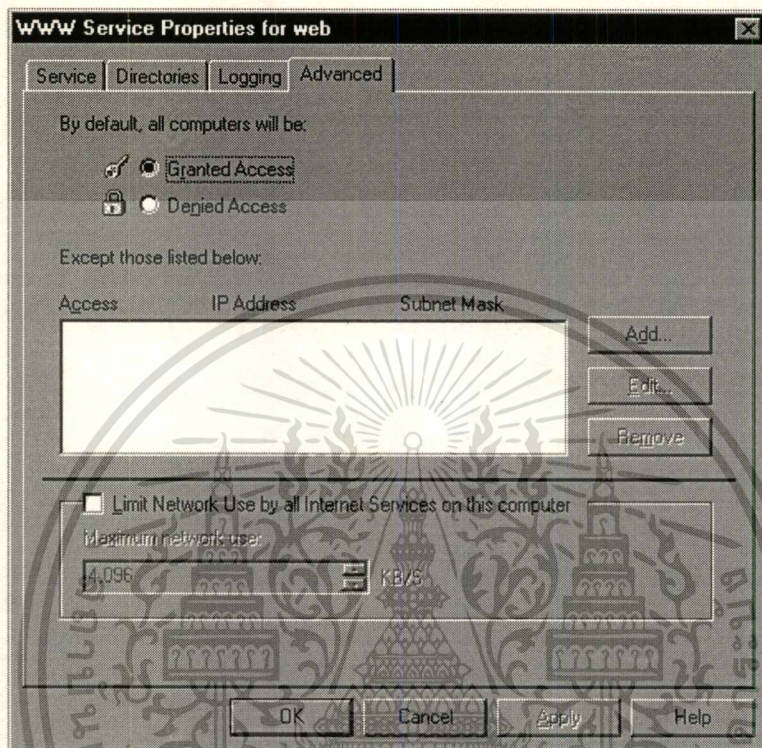 WWW Service Properties for web
Service Directories Logging Advanced
By default, all computers will be:
Granted Access
Denied Access
Except those listed below:
Access IP Address Subnet Mask
Add...
Edit...
Remove
Limit Network Use by all Internet Services on this computer
Maximum network use:
4,096 KB/S
OK Cancel Apply Help